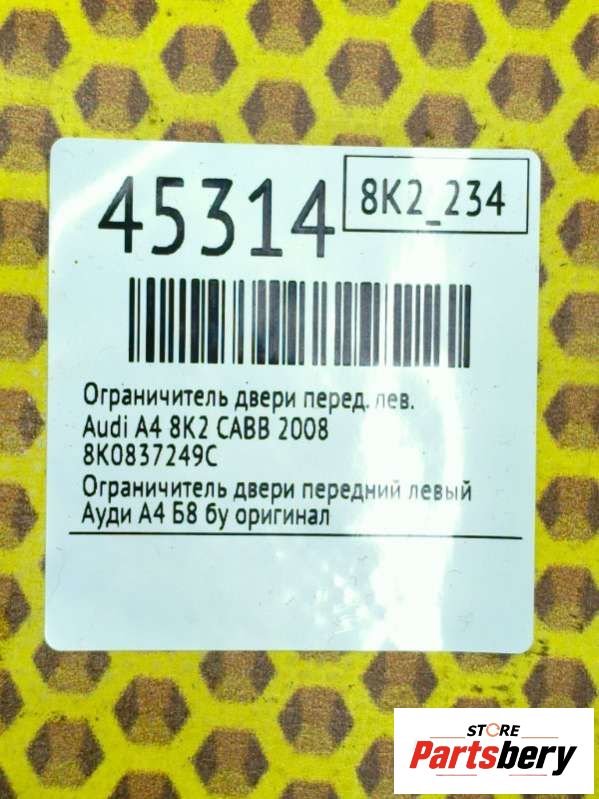 45314
8K2_234
Ограничитель двери перед. лев.
Audi A4 8K2 CABB 2008
8K0837249C
Ограничитель двери передний левый
Ауди А4 Б8 бу оригинал
STORE
Partsbery